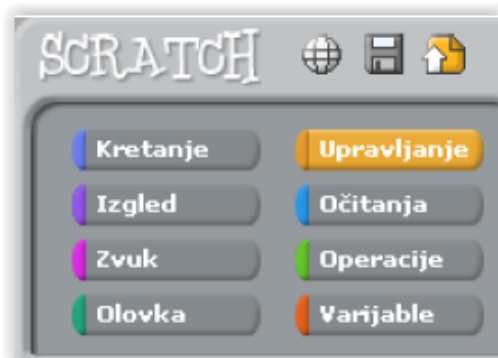 SCRATCH
Kretanje Upravljanje
Izgled Očitanja
Zvuk Operacije
Olovka Varijable